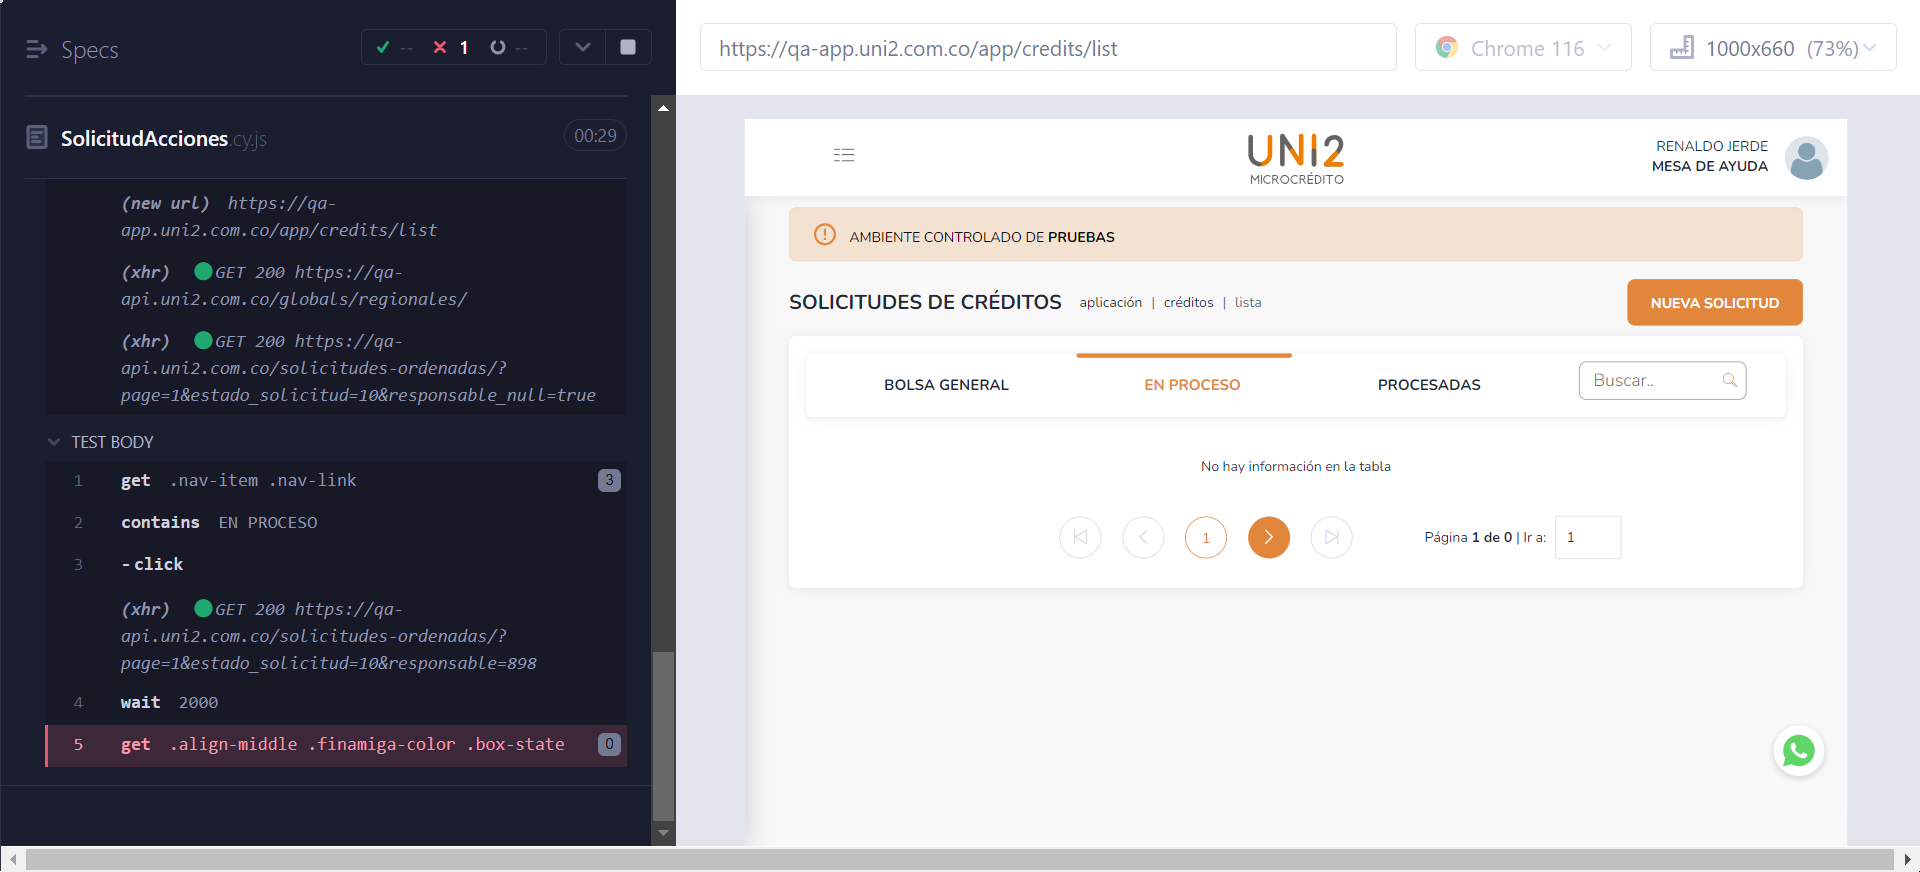 Specs
-- 1 --
SolicitudAcciones.cy.js
00:29
(new url) https://qa-
app.uni2.com.co/app/credits/list
(xhr) GET 200 https://qa-
api.uni2.com.co/globals/regionales/
(xhr) GET 200 https://qa-
api.uni2.com.co/solicitudes-ordenadas/?
page=1&estado_solicitud=10&responsable_null=true
TEST BODY
1 get .nav-item .nav-link 3
2 contains EN PROCESO
3 -click
(xhr) GET 200 https://qa-
api.uni2.com.co/solicitudes-ordenadas/?
page=1&estado_solicitud=10&responsable=898
4 wait 2000
5 get .align-middle .finamiga-color .box-state 0
https://qa-app.uni2.com.co/app/credits/list
Chrome 116
1000x660 (73%)
UNI2
MICROCRÉDITO
RENALDO JERDE
MESA DE AYUDA
AMBIENTE CONTROLADO DE PRUEBAS
SOLICITUDES DE CRÉDITOS
aplicación | créditos | lista
NUEVA SOLICITUD
BOLSA GENERAL
EN PROCESO
PROCESADAS
Buscar..
No hay información en la tabla
1
Página 1 de 0 | Ir a: 1